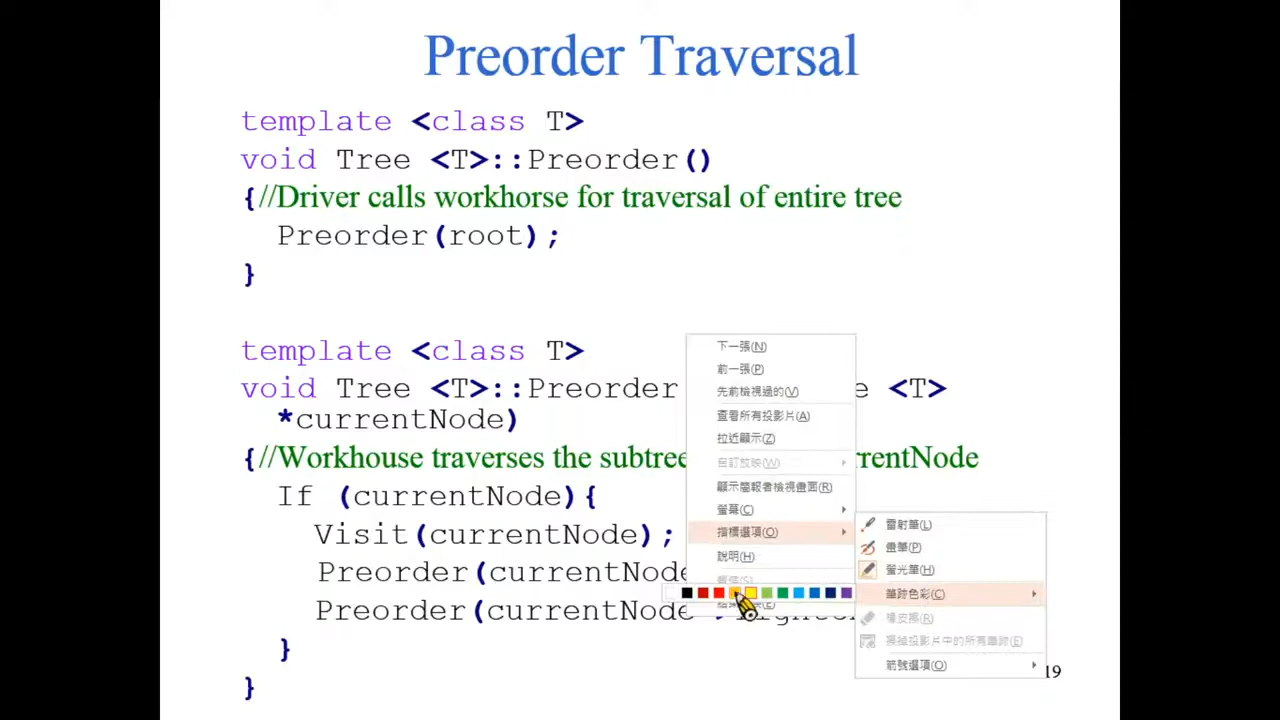 Preorder Traversal
template <class T>
void Tree <T>::Preorder()
{//Driver calls workhorse for traversal of entire tree
Preorder(root);
}
template <class T>
void Tree <T>::Preorder <T>
*currentNode)
{//Workhouse traverses the subtree rrentNode
If (currentNode){
Visit(currentNode);
Preorder(currentNode
Preorder(currentNode
}
}
下一張(N)
前一張(P)
先前檢視過的(V)
查看所有投影片(A)
拉近顯示(Z)
自訂放映(W)
顯示簡報者檢視畫面(R)
螢幕(C)
指標選項(O)
說明(H)
雷射筆(L)
畫筆(P)
螢光筆(H)
筆跡色彩(C)
橡皮擦(R)
擦掉投影片中的所有筆跡(E)
箭號選項(O)
19